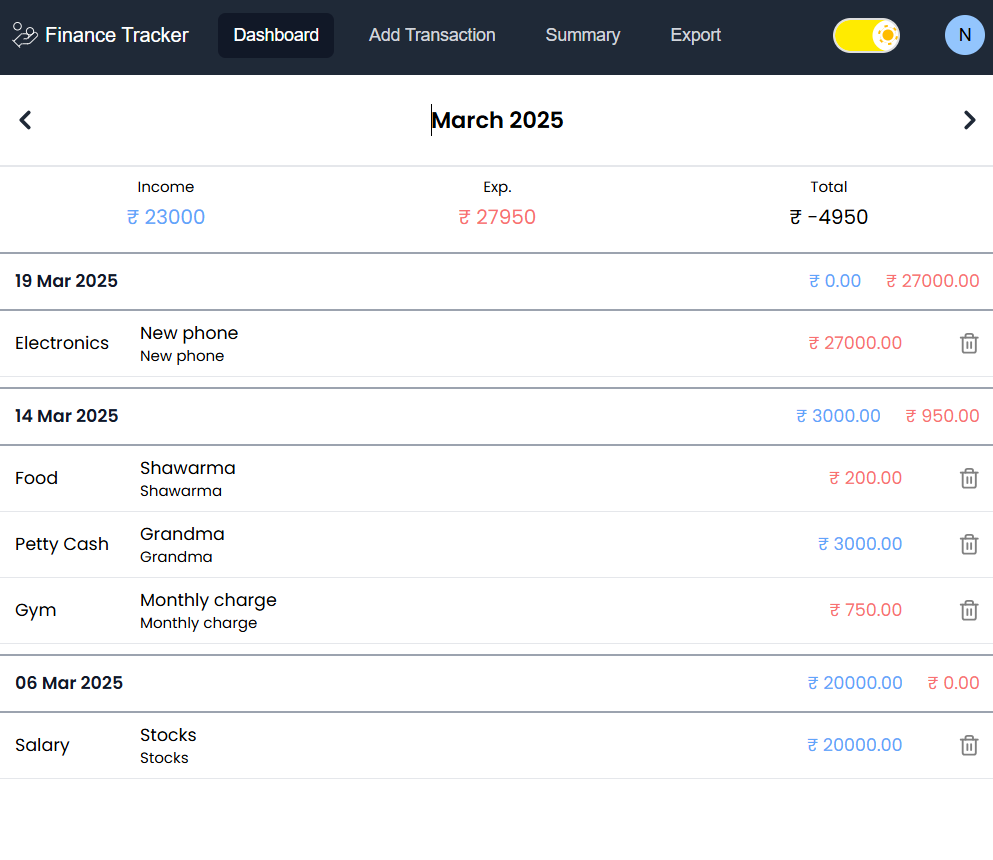 Finance Tracker Dashboard Add Transaction Summary Export N
March 2025
Income Exp. Total
₹ 23000 ₹ 27950 ₹ -4950
19 Mar 2025 ₹ 0.00 ₹ 27000.00
Electronics New phone ₹ 27000.00
New phone
14 Mar 2025 ₹ 3000.00 ₹ 950.00
Food Shawarma ₹ 200.00
Shawarma
Petty Cash Grandma ₹ 3000.00
Grandma
Gym Monthly charge ₹ 750.00
Monthly charge
06 Mar 2025 ₹ 20000.00 ₹ 0.00
Salary Stocks ₹ 20000.00
Stocks